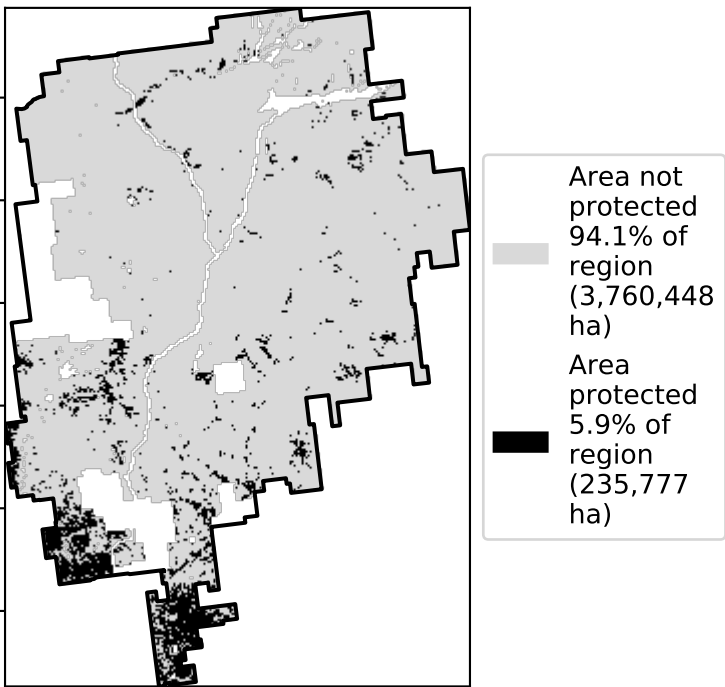 Area not
protected
94.1% of
region
(3,760,448
ha)
Area
protected
5.9% of
region
(235,777
ha)